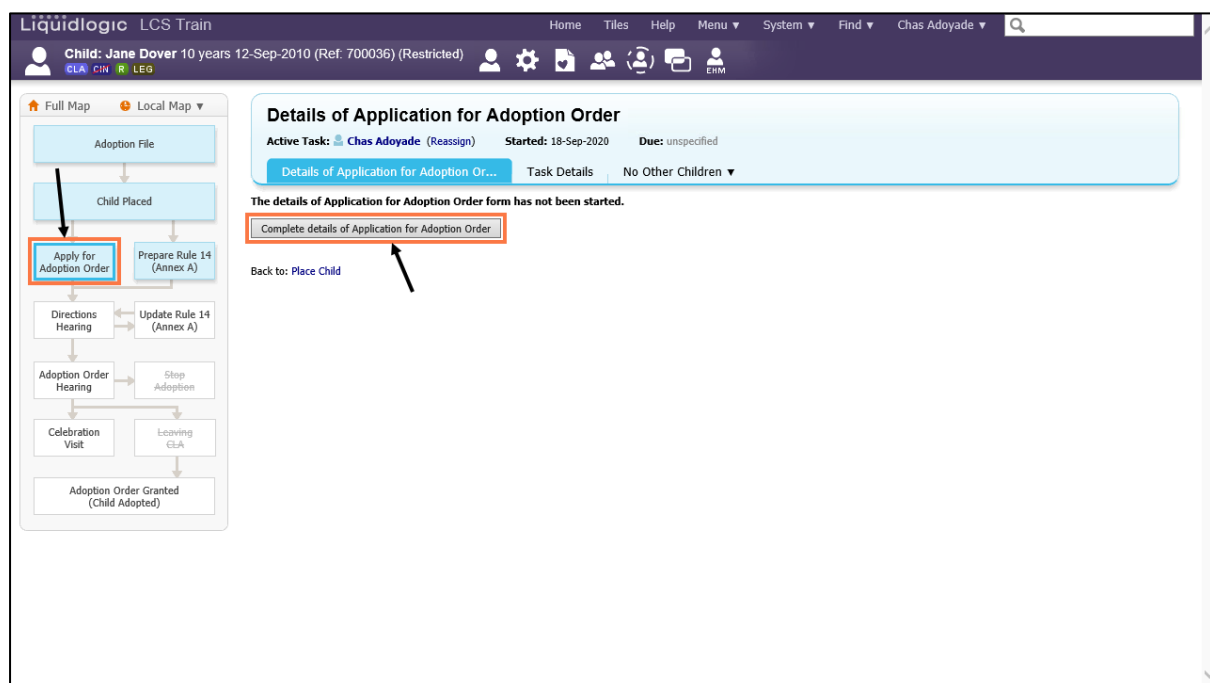 Liquidlogic LCS Train
Home Tiles Help Menu ▼ System ▼ Find ▼ Chas Adoyade ▼
Child: Jane Dover 10 years 12-Sep-2010 (Ref: 700036) (Restricted)
CLA CIN R LEG
EHM
Full Map Local Map ▼
Adoption File
Child Placed
Apply for
Adoption Order
Prepare Rule 14
(Annex A)
Directions
Hearing
Update Rule 14
(Annex A)
Adoption Order
Hearing
Stop
Adoption
Celebration
Visit
Leaving
CLA
Adoption Order Granted
(Child Adopted)
Details of Application for Adoption Order
Active Task: Chas Adoyade (Reassign) Started: 18-Sep-2020 Due: unspecified
Details of Application for Adoption Or... Task Details No Other Children ▼
The details of Application for Adoption Order form has not been started.
Complete details of Application for Adoption Order
Back to: Place Child